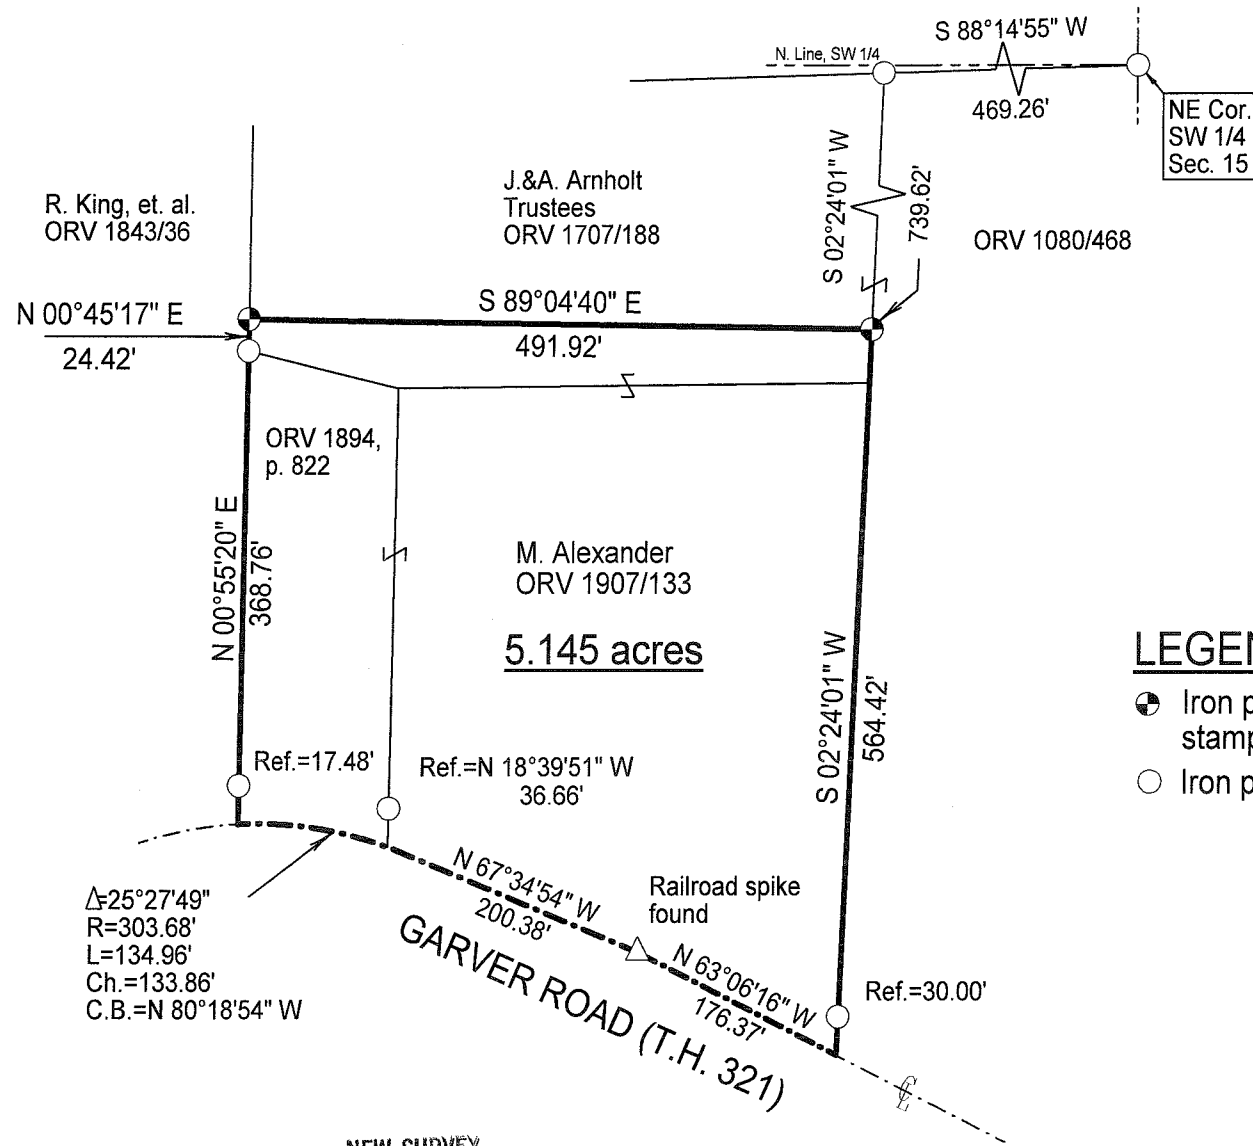 S 88°14'55" W
N. Line, SW 1/4
469.26'
NE Cor.
SW 1/4
Sec. 15
S 02°24'01" W
739.62'
R. King, et. al.
ORV 1843/36
J.&A. Arnholt
Trustees
ORV 1707/188
ORV 1080/468
N 00°45'17" E
24.42'
S 89°04'40" E
491.92'
ORV 1894,
p. 822
N 00°55'20" E
368.76'
M. Alexander
ORV 1907/133
5.145 acres
S 02°24'01" W
564.42'
LEGEN
Iron p
stamp
Iron p
Ref.=17.48'
Ref.=N 18°39'51" W
36.66'
N 67°34'54" W
200.38'
Railroad spike
found
N 63°06'16" W
176.37'
Ref.=30.00'
Δ=25°27'49"
R=303.68'
L=134.96'
Ch.=133.86'
C.B.=N 80°18'54" W
GARVER ROAD (T.H. 321)
℄
NEW SURVEY